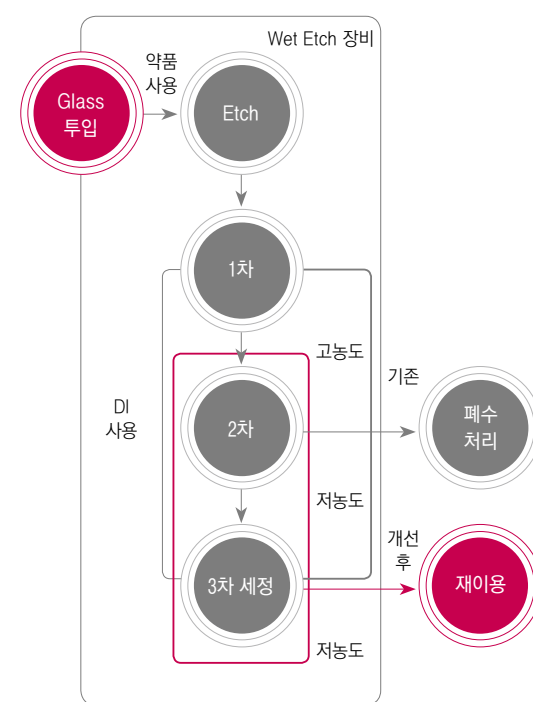 Wet Etch 장비
Glass
투입
약품
사용
Etch
1차
고농도
기존
DI
사용
2차
폐수
처리
저농도
개선
후
3차 세정
재이용
저농도